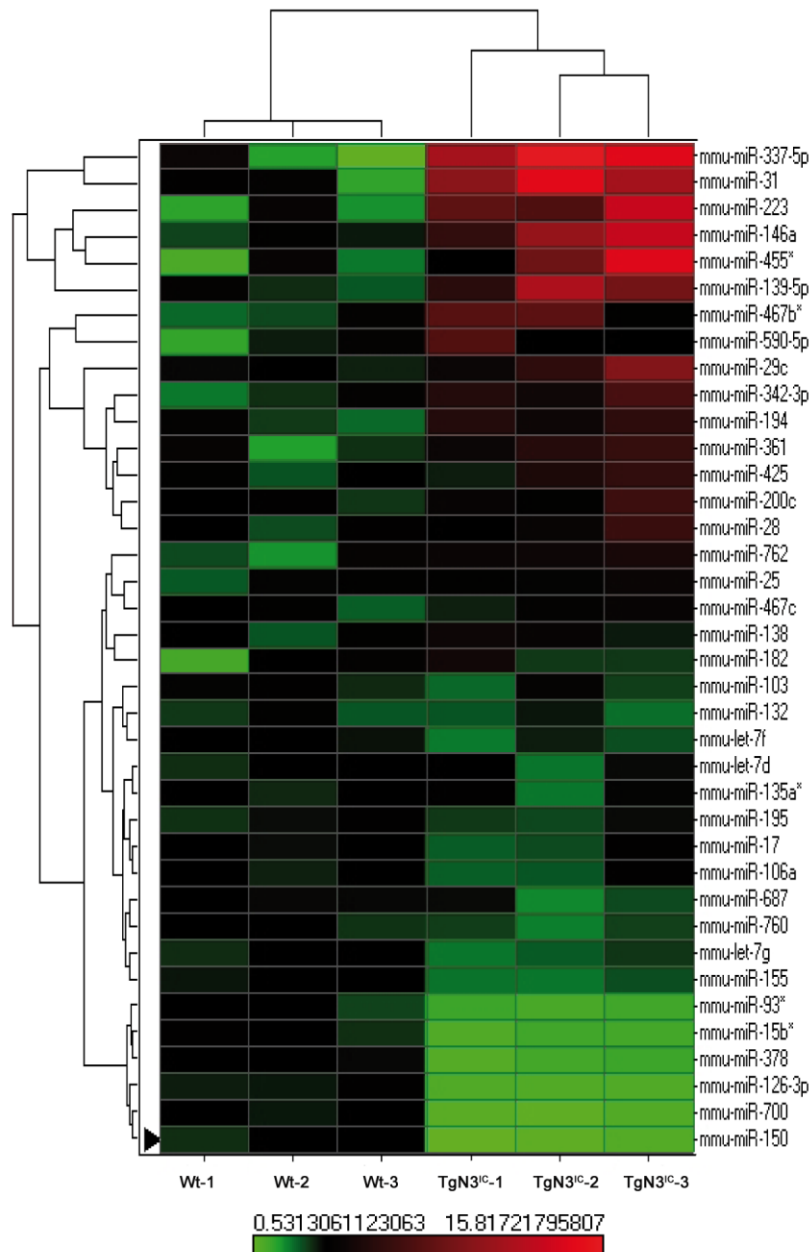 mmu-miR-337-5p
mmu-miR-31
mmu-miR-223
mmu-miR-146a
mmu-miR-455*
mmu-miR-139-5p
mmu-miR-467b*
mmu-miR-590-5p
mmu-miR-29c
mmu-miR-342-3p
mmu-miR-194
mmu-miR-361
mmu-miR-425
mmu-miR-200c
mmu-miR-28
mmu-miR-762
mmu-miR-25
mmu-miR-467c
mmu-miR-138
mmu-miR-182
mmu-miR-103
mmu-miR-132
mmu-let-7f
mmu-let-7d
mmu-miR-135a*
mmu-miR-195
mmu-miR-17
mmu-miR-106a
mmu-miR-687
mmu-miR-760
mmu-let-7g
mmu-miR-155
mmu-miR-93*
mmu-miR-15b*
mmu-miR-378
mmu-miR-126-3p
mmu-miR-700
mmu-miR-150
Wt-1 Wt-2 Wt-3 TgN3ᴵᶜ-1 TgN3ᴵᶜ-2 TgN3ᴵᶜ-3
0.5313061123063 15.81721795807